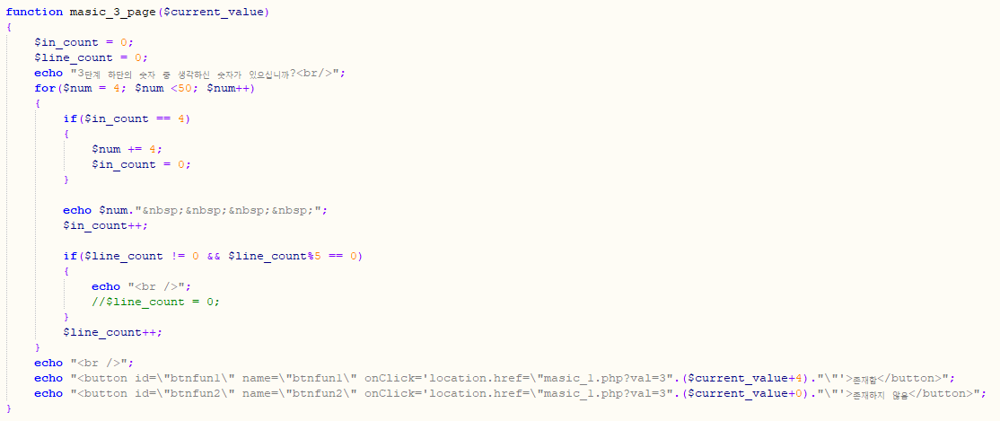 function masic_3_page($current_value)
{
$in_count = 0;
$line_count = 0;
echo "3단계 하단의 숫자 중 생각하신 숫자가 있으십니까?<br/>";
for($num = 4; $num <50; $num++)
{
if($in_count == 4)
{
$num += 4;
$in_count = 0;
}
echo $num."&nbsp;&nbsp;&nbsp;&nbsp;";
$in_count++;
if($line_count != 0 && $line_count%5 == 0)
{
echo "<br />";
//$line_count = 0;
}
$line_count++;
}
echo "<br />";
echo "<button id=\"btnfun1\" name=\"btnfun1\" onClick='location.href=\"masic_1.php?val=3".($current_value+4)."\"'>존재함</button>";
echo "<button id=\"btnfun2\" name=\"btnfun2\" onClick='location.href=\"masic_1.php?val=3".($current_value+0)."\"'>존재하지 않음</button>";
}